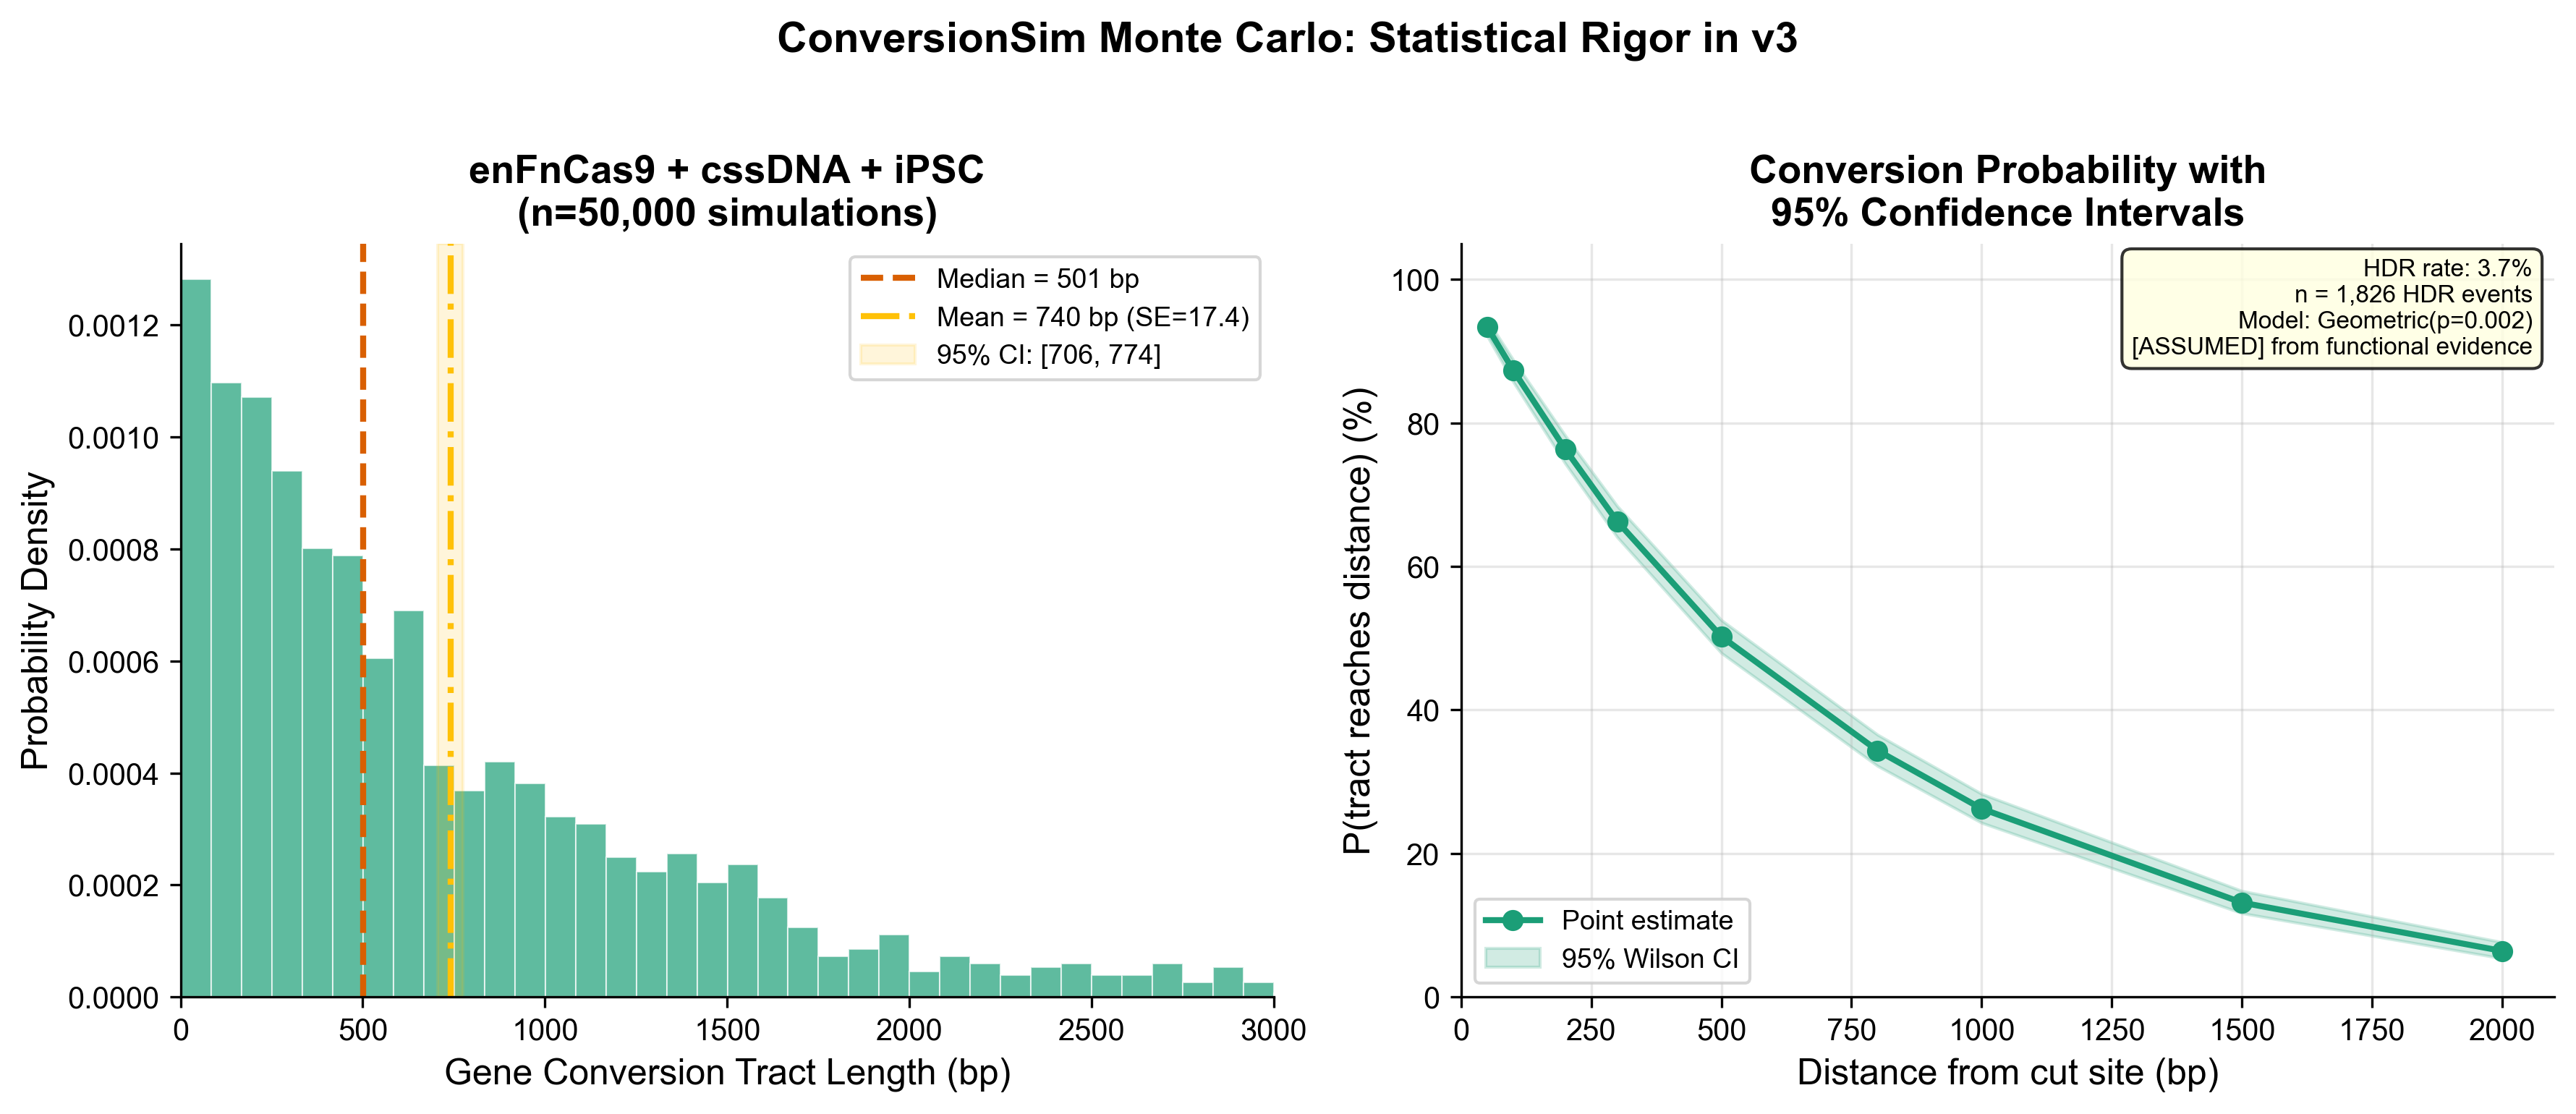 ConversionSim Monte Carlo: Statistical Rigor in v3
enFnCas9 + cssDNA + iPSC
(n=50,000 simulations)
Probability Density
0.0012
0.0010
0.0008
0.0006
0.0004
0.0002
0.0000
Median = 501 bp
Mean = 740 bp (SE=17.4)
95% CI: [706, 774]
0 500 1000 1500 2000 2500 3000
Gene Conversion Tract Length (bp)
Conversion Probability with
95% Confidence Intervals
P(tract reaches distance) (%)
100
80
60
40
20
0
HDR rate: 3.7%
n = 1,826 HDR events
Model: Geometric(p=0.002)
[ASSUMED] from functional evidence
Point estimate
95% Wilson CI
0 250 500 750 1000 1250 1500 1750 2000
Distance from cut site (bp)